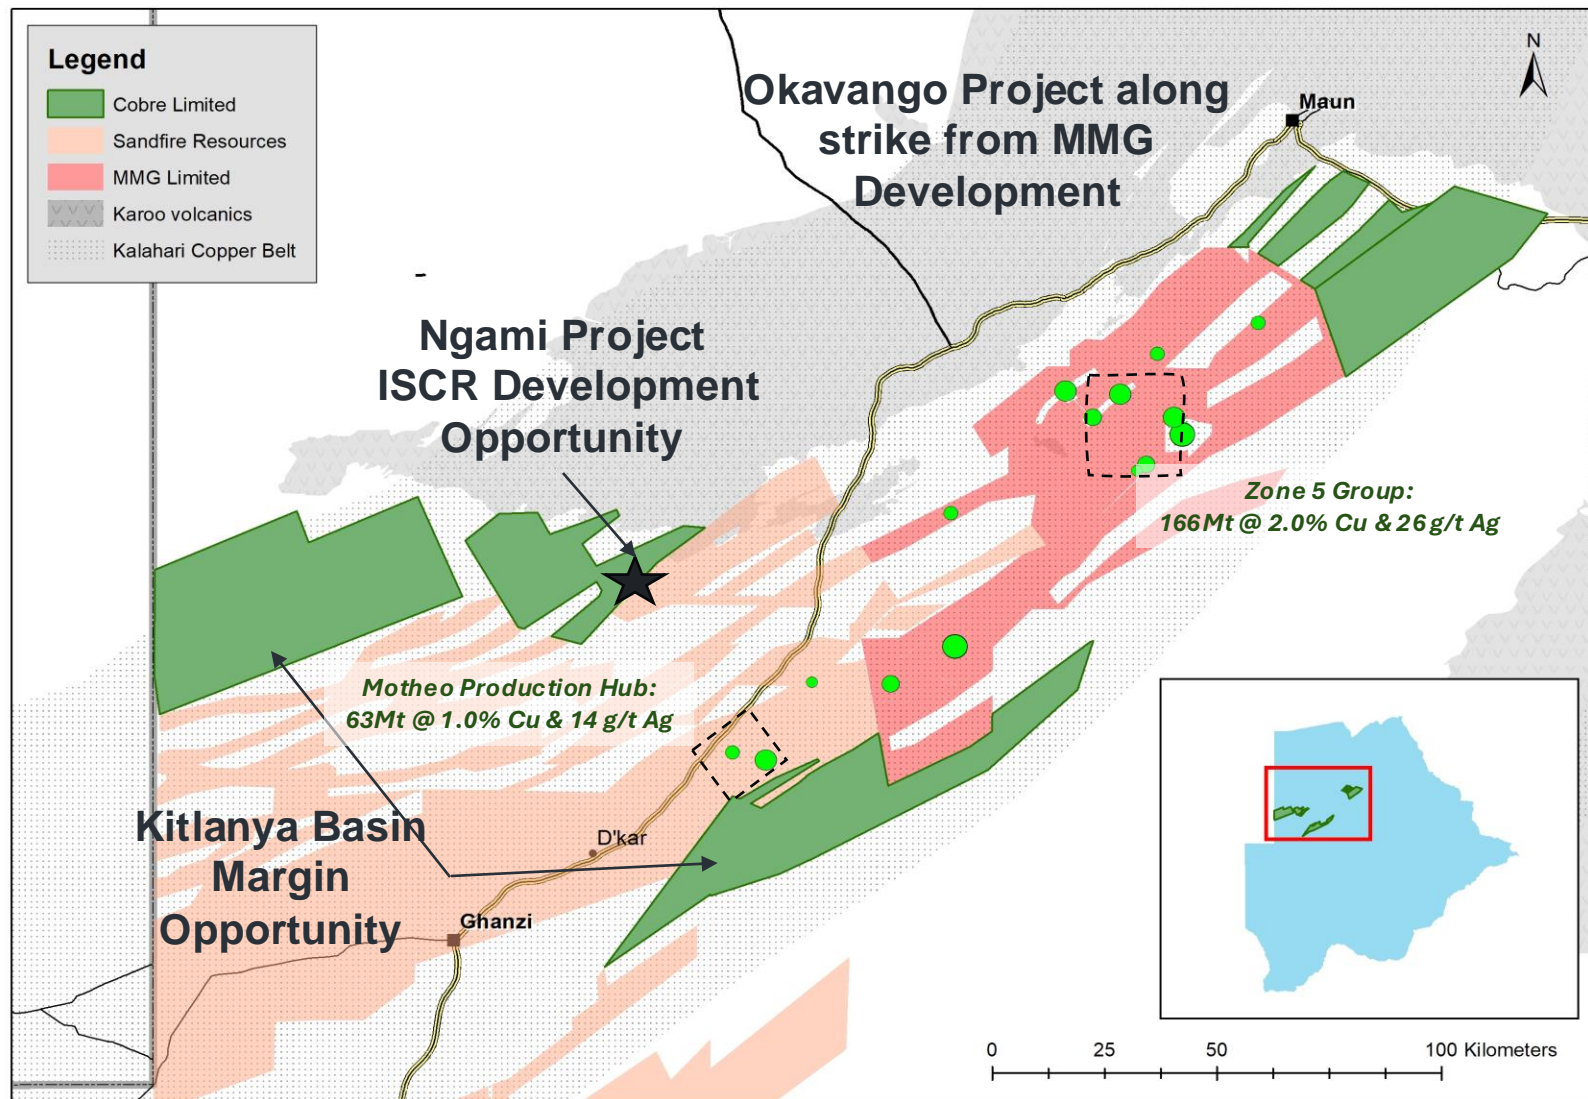 Legend
Cobre Limited
Sandfire Resources
MMG Limited
Karoo volcanics
Kalahari Copper Belt
Okavango Project along
strike from MMG
Development
N
Maun
Ngami Project
ISCR Development
Opportunity
Zone 5 Group:
166Mt @ 2.0% Cu & 26 g/t Ag
Motheo Production Hub:
63Mt @ 1.0% Cu & 14 g/t Ag
Kitlanya Basin
Margin
Opportunity
D'kar
Ghanzi
0 25 50 100 Kilometers